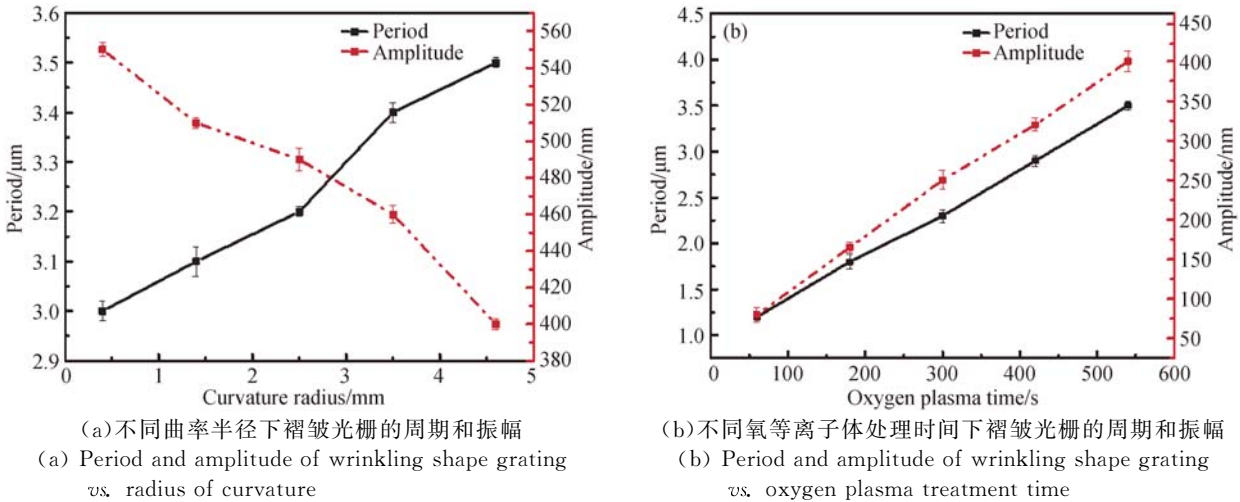 Period
Amplitude
3.5
3.4
3.3
3.2
3.1
3.0
2.9
Period/μm
560
540
520
500
480
460
440
420
400
380
Amplitude/nm
0 1 2 3 4 5
Curvature radius/mm
(a)不同曲率半径下褶皱光栅的周期和振幅
(a) Period and amplitude of wrinkling shape grating
vs. radius of curvature
(b)
Period
Amplitude
4.5
4.0
3.5
3.0
2.5
2.0
1.5
1.0
Period/μm
450
400
350
300
250
200
150
100
50
Amplitude/nm
0 100 200 300 400 500 600
Oxygen plasma time/s
(b)不同氧等离子体处理时间下褶皱光栅的周期和振幅
(b) Period and amplitude of wrinkling shape grating
vs. oxygen plasma treatment time